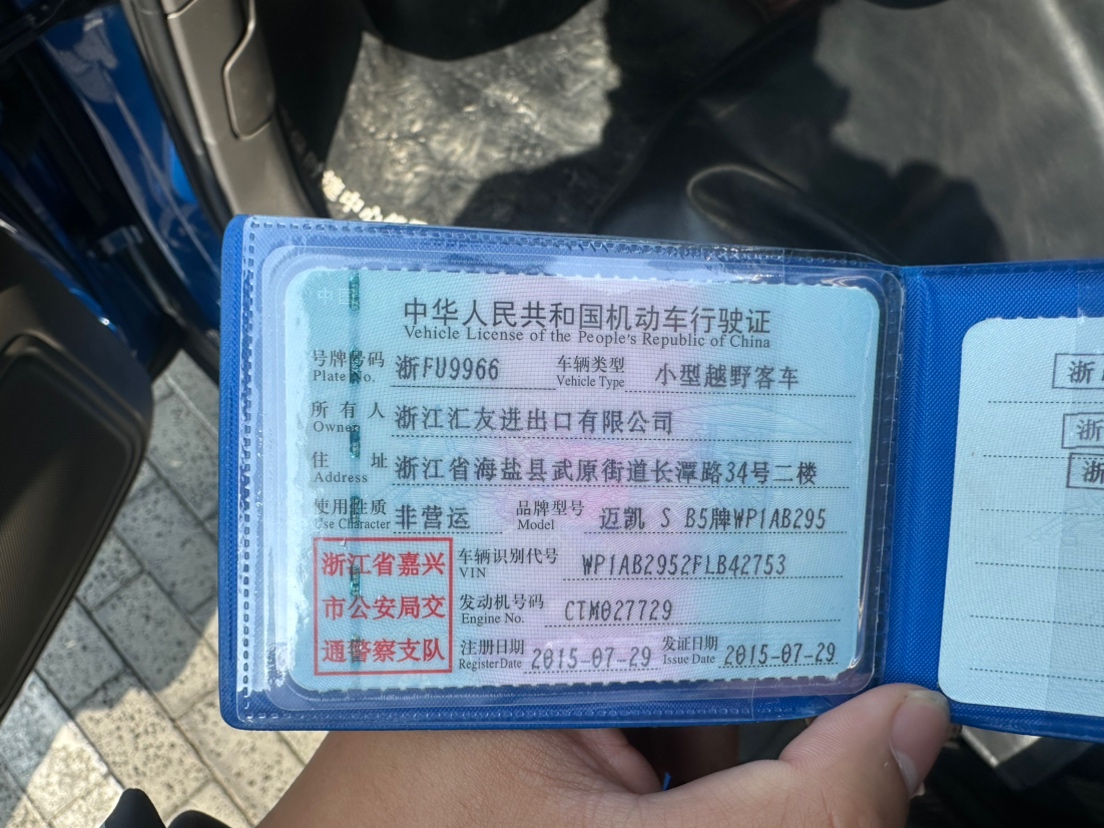 中心
中国
中华人民共和国机动车行驶证
Vehicle License of the People's Republic of China
号牌号码 浙FU9966 车辆类型 小型越野客车
Plate No. Vehicle Type
所有人 浙江汇友进出口有限公司
Owner
住址 浙江省海盐县武原街道长潭路34号二楼
Address
使用性质 非营运 品牌型号 迈凯 S B5牌WP1AB295
Use Character Model
浙江省嘉兴
市公安局交
通警察支队
车辆识别代号 WP1AB2952FLB42753
VIN
发动机号码 CTM027729
Engine No.
注册日期 2015-07-29 发证日期 2015-07-29
Register Date Issue Date
浙
浙
浙